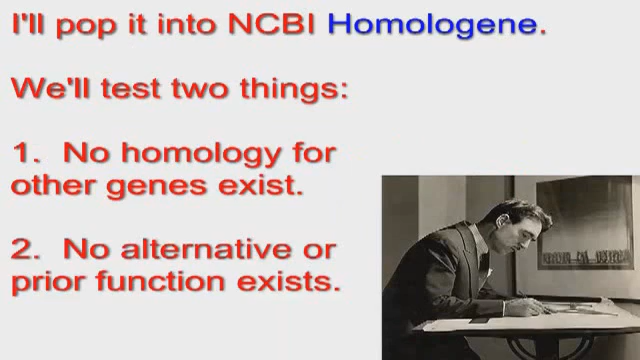 I'll pop it into NCBI Homologene.
We'll test two things:
1. No homology for
other genes exist.
2. No alternative or
prior function exists.